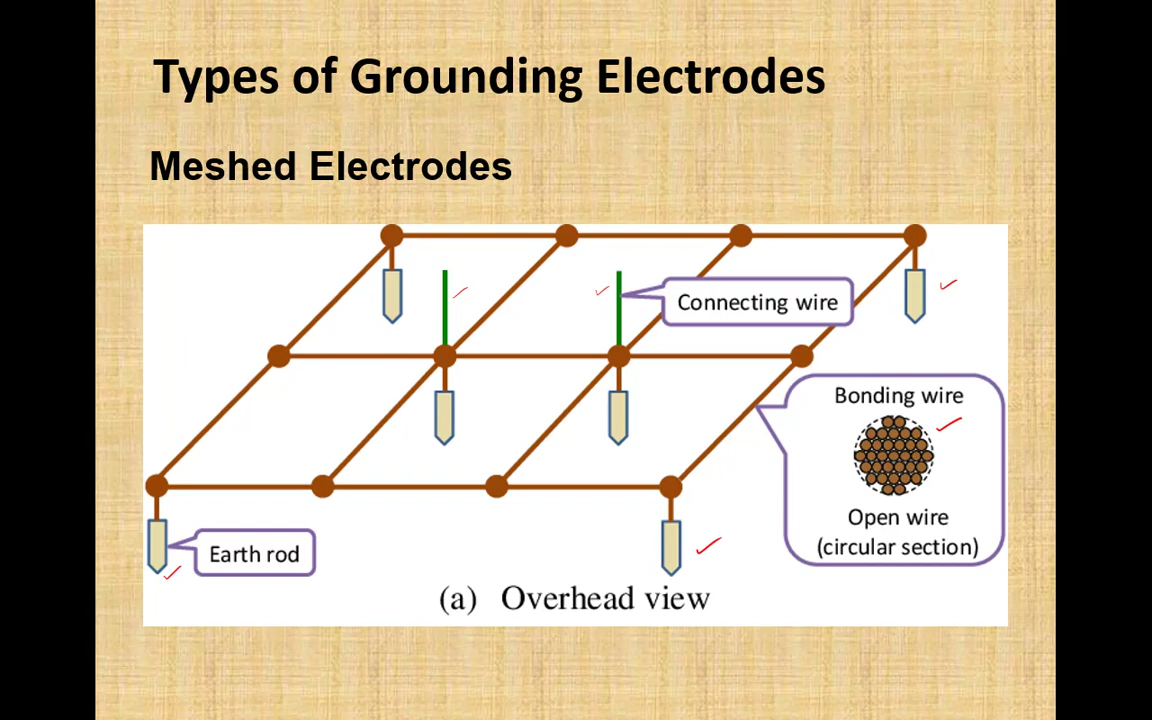 Types of Grounding Electrodes
Meshed Electrodes
Connecting wire
Bonding wire
Open wire
(circular section)
Earth rod
(a) Overhead view